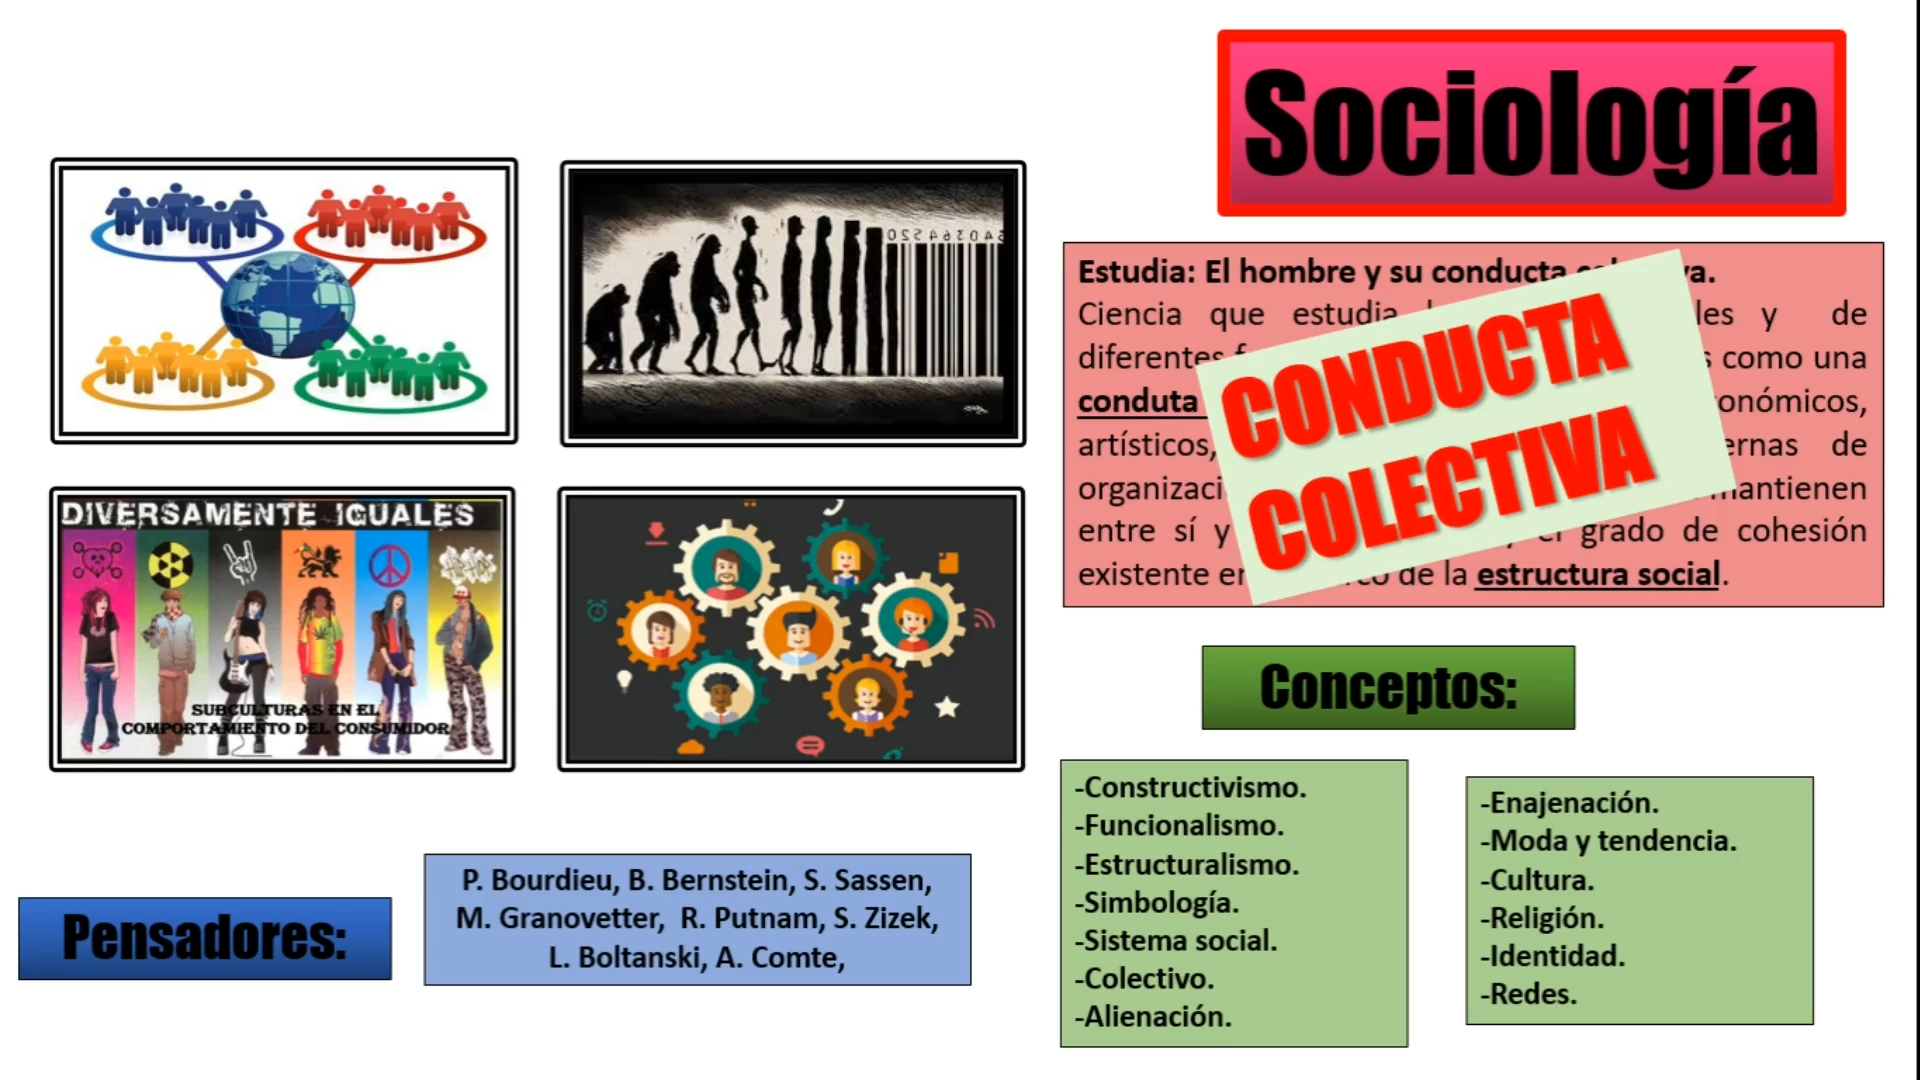 Sociología
Estudia: El hombre y su conducta
Ciencia que estudia les y de
diferentes como una
conduta onómicos,
artísticos, ernas de
organizaci mantienen
entre sí y el grado de cohesión
existente en de la estructura social.
CONDUCTA
COLECTIVA
DIVERSAMENTE IGUALES
SUBCULTURAS EN EL
COMPORTAMIENTO DEL CONSUMIDOR
Conceptos:
-Constructivismo.
-Funcionalismo.
-Estructuralismo.
-Simbología.
-Sistema social.
-Colectivo.
-Alienación.
-Enajenación.
-Moda y tendencia.
-Cultura.
-Religión.
-Identidad.
-Redes.
Pensadores:
P. Bourdieu, B. Bernstein, S. Sassen,
M. Granovetter, R. Putnam, S. Zizek,
L. Boltanski, A. Comte,